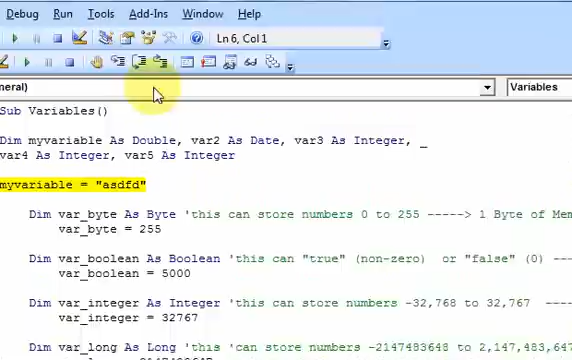 Debug Run Tools Add-Ins Window Help
Ln 6, Col 1
Variables
Sub Variables()
Dim myvariable As Double, var2 As Date, var3 As Integer, _
var4 As Integer, var5 As Integer
myvariable = "asdfd"
Dim var_byte As Byte 'this can store numbers 0 to 255 -----> 1 Byte of Mem
var_byte = 255
Dim var_boolean As Boolean 'this can "true" (non-zero) or "false" (0) ----
var_boolean = 5000
Dim var_integer As Integer 'this can store numbers -32,768 to 32,767 ---
var_integer = 32767
Dim var_long As Long 'this can store numbers -2147483648 to 2,147,483,647